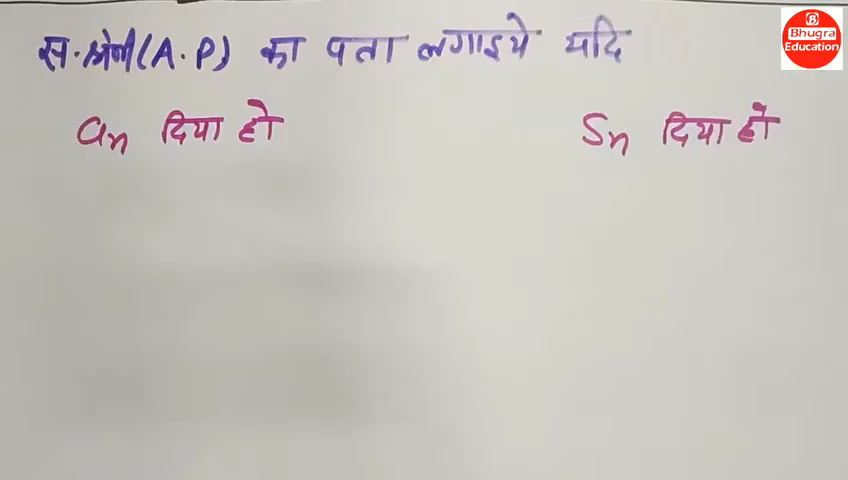 स.श्रेणी(A.P) का पता लगाइये यदि
an दिया हो
Sn दिया हो
B
Bhugra
Education